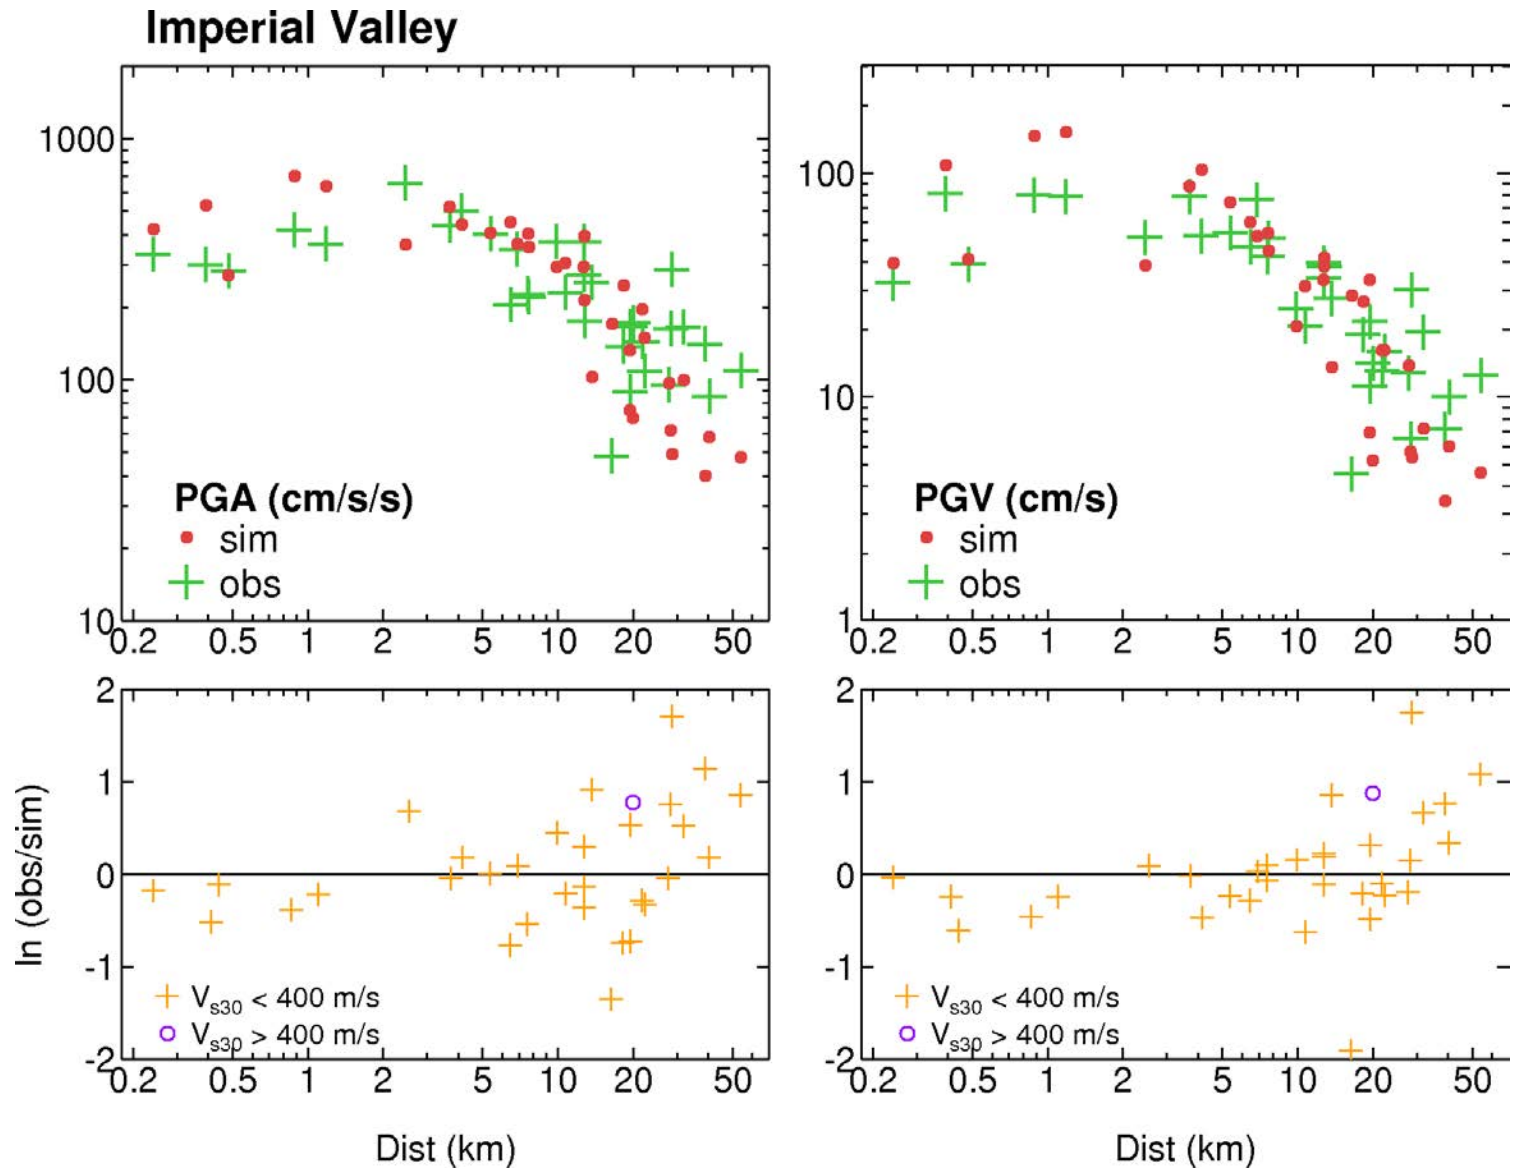 Imperial Valley
1000
100
10
PGA (cm/s/s)
sim
obs
0.2 0.5 1 2 5 10 20 50
100
10
1
PGV (cm/s)
sim
obs
0.2 0.5 1 2 5 10 20 50
ln (obs/sim)
2
1
0
-1
-2
Vs30 < 400 m/s
Vs30 > 400 m/s
0.2 0.5 1 2 5 10 20 50
Dist (km)
2
1
0
-1
-2
Vs30 < 400 m/s
Vs30 > 400 m/s
0.2 0.5 1 2 5 10 20 50
Dist (km)